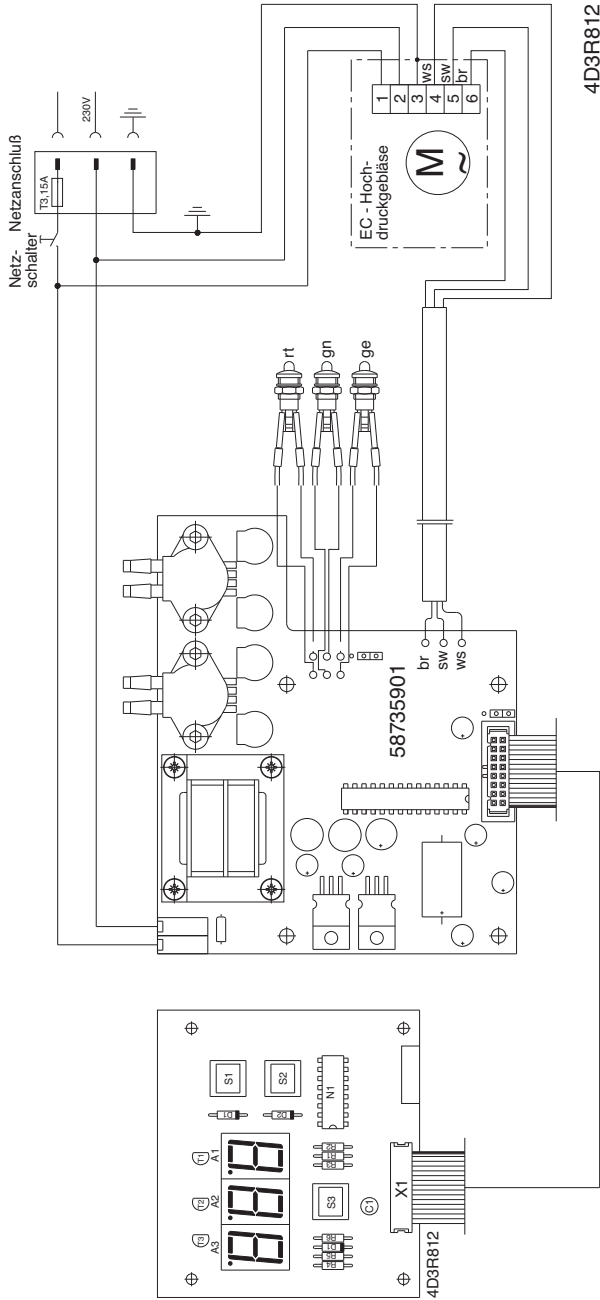 Netz-
schalter
Netzanschluß
T3,15A
230V
EC - Hoch-
druckgebläse
M
~
1
2
3
4
5
6
ws
sw
br
rt
gn
ge
58735901
br
sw
ws
T3
T2
T1
A3
A2
A1
D1
D2
S1
S2
R4
R5
D1
R6
S3
R3
R1
R2
N1
C1
X1
4D3R812
4D3R812